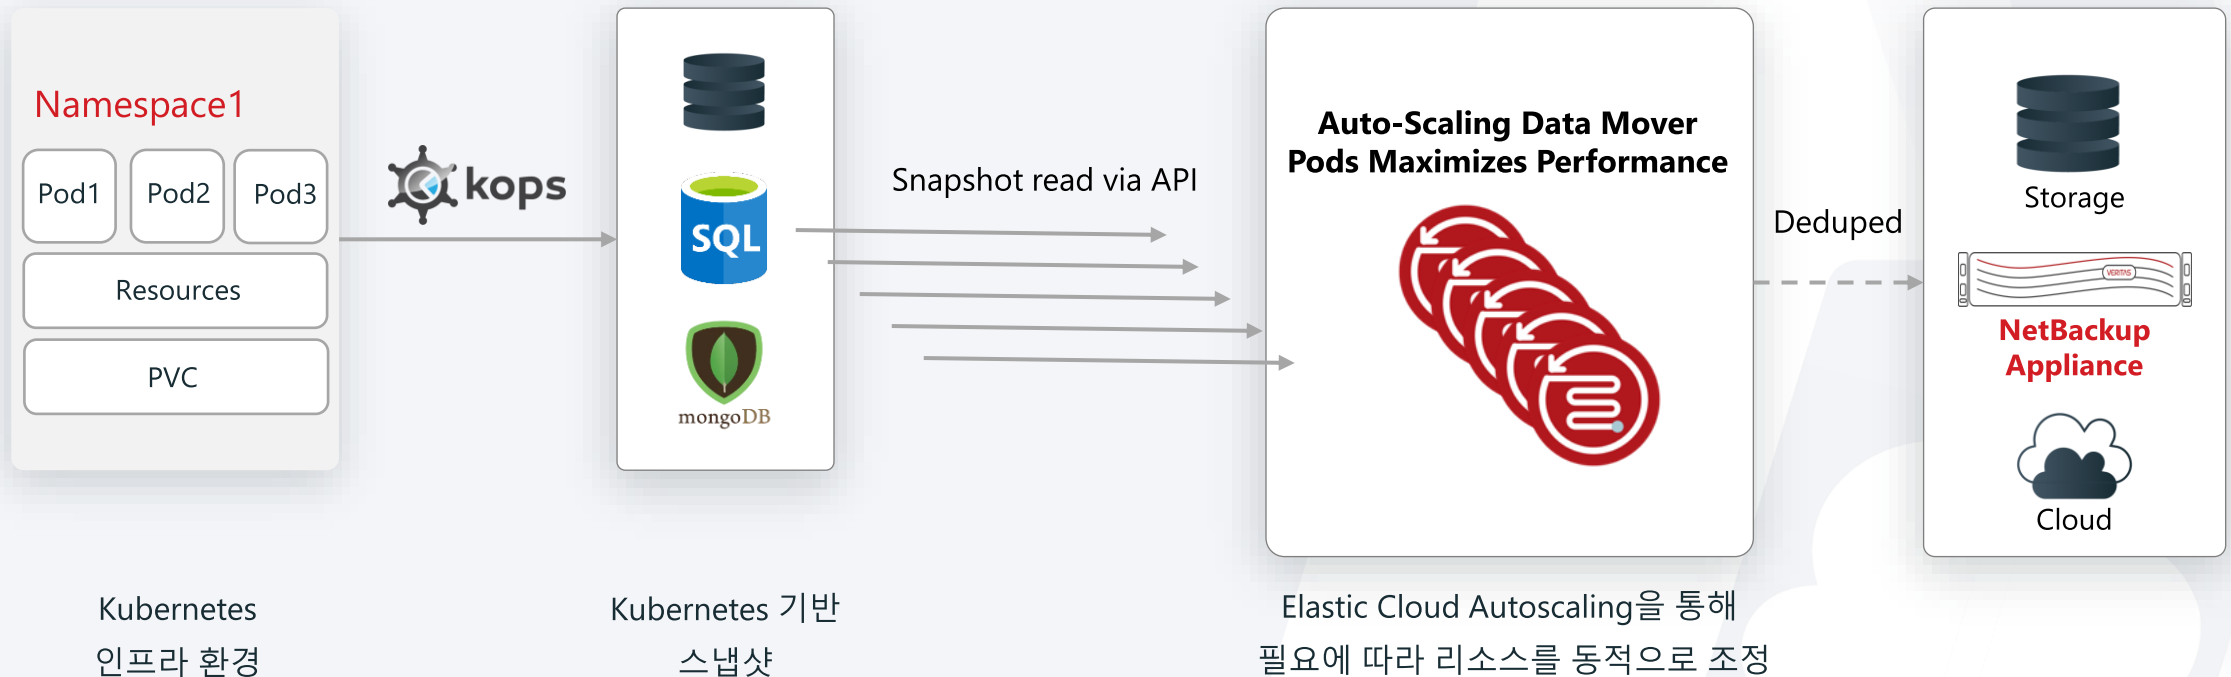 Namespace1
Pod1
Pod2
Pod3
Resources
PVC
kops
SQL
mongoDB
Snapshot read via API
Auto-Scaling Data Mover
Pods Maximizes Performance
Deduped
Storage
VERITAS
NetBackup
Appliance
Cloud
Kubernetes
인프라 환경
Kubernetes 기반
스냅샷
Elastic Cloud Autoscaling을 통해
필요에 따라 리소스를 동적으로 조정